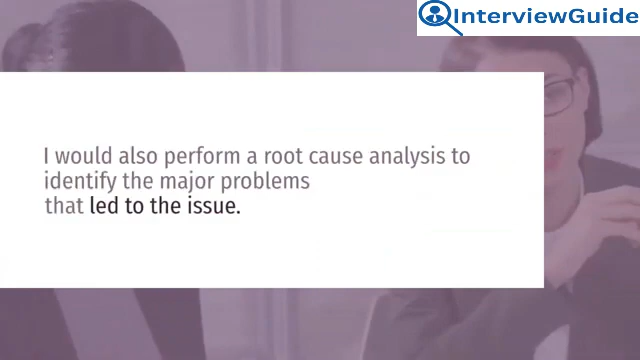 InterviewGuide
I would also perform a root cause analysis to
identify the major problems
that led to the issue.